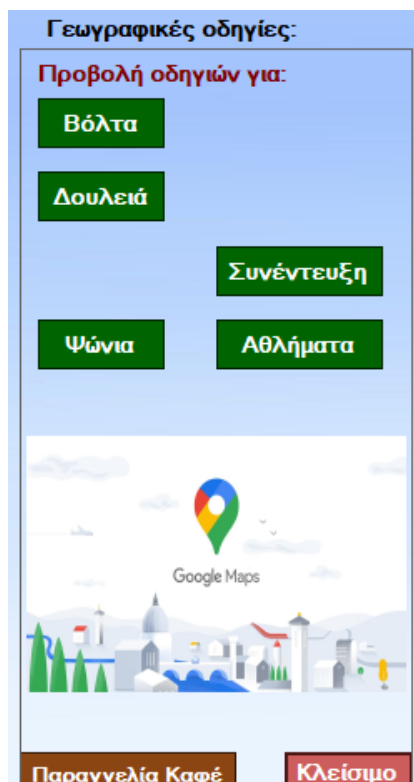 Γεωγραφικές οδηγίες:
Προβολή οδηγιών για:
Βόλτα
Δουλειά
Συνέντευξη
Ψώνια
Αθλήματα
Google Maps
Παραγγελία Καφέ
Κλείσιμο